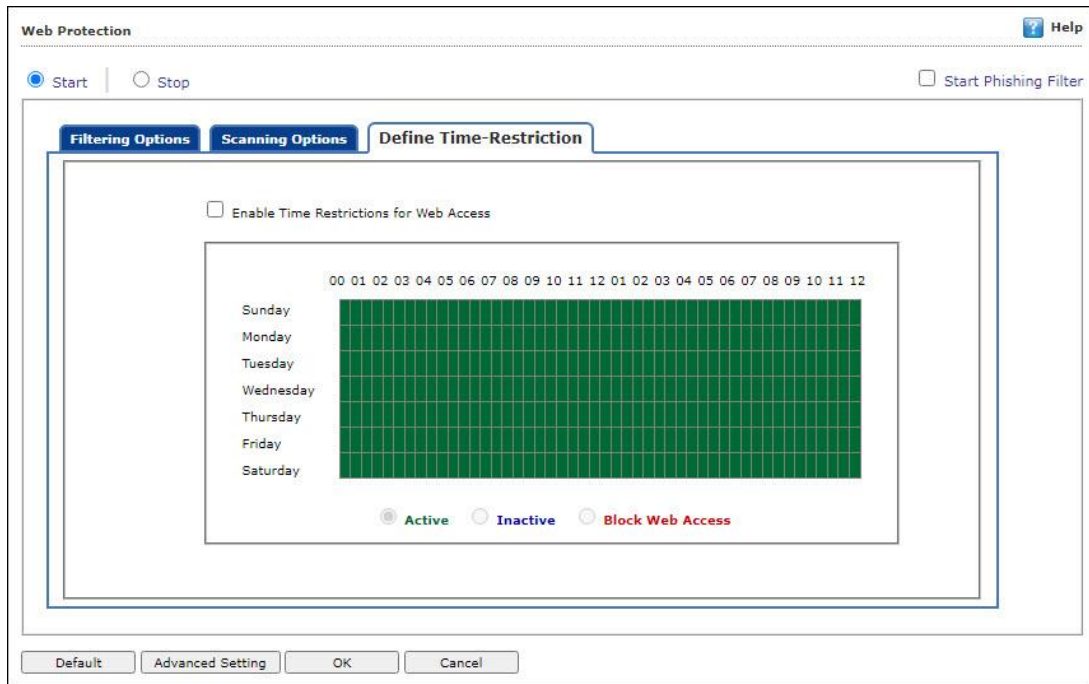 Web Protection
Help
Start
Stop
Start Phishing Filter
Filtering Options
Scanning Options
Define Time-Restriction
Enable Time Restrictions for Web Access
00 01 02 03 04 05 06 07 08 09 10 11 12 01 02 03 04 05 06 07 08 09 10 11 12
Sunday
Monday
Tuesday
Wednesday
Thursday
Friday
Saturday
Active
Inactive
Block Web Access
Default
Advanced Setting
OK
Cancel